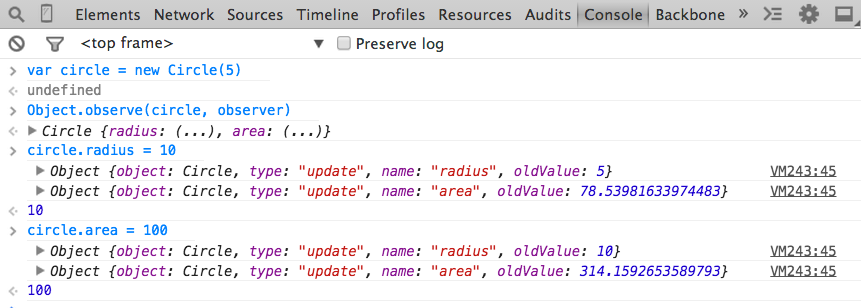 Elements Network Sources Timeline Profiles Resources Audits Console Backbone »
<top frame> ▼ Preserve log
> var circle = new Circle(5)
undefined
> Object.observe(circle, observer)
▶ Circle {radius: (...), area: (...)}
> circle.radius = 10
▶ Object {object: Circle, type: "update", name: "radius", oldValue: 5} VM243:45
▶ Object {object: Circle, type: "update", name: "area", oldValue: 78.53981633974483} VM243:45
10
> circle.area = 100
▶ Object {object: Circle, type: "update", name: "radius", oldValue: 10} VM243:45
▶ Object {object: Circle, type: "update", name: "area", oldValue: 314.1592653589793} VM243:45
100